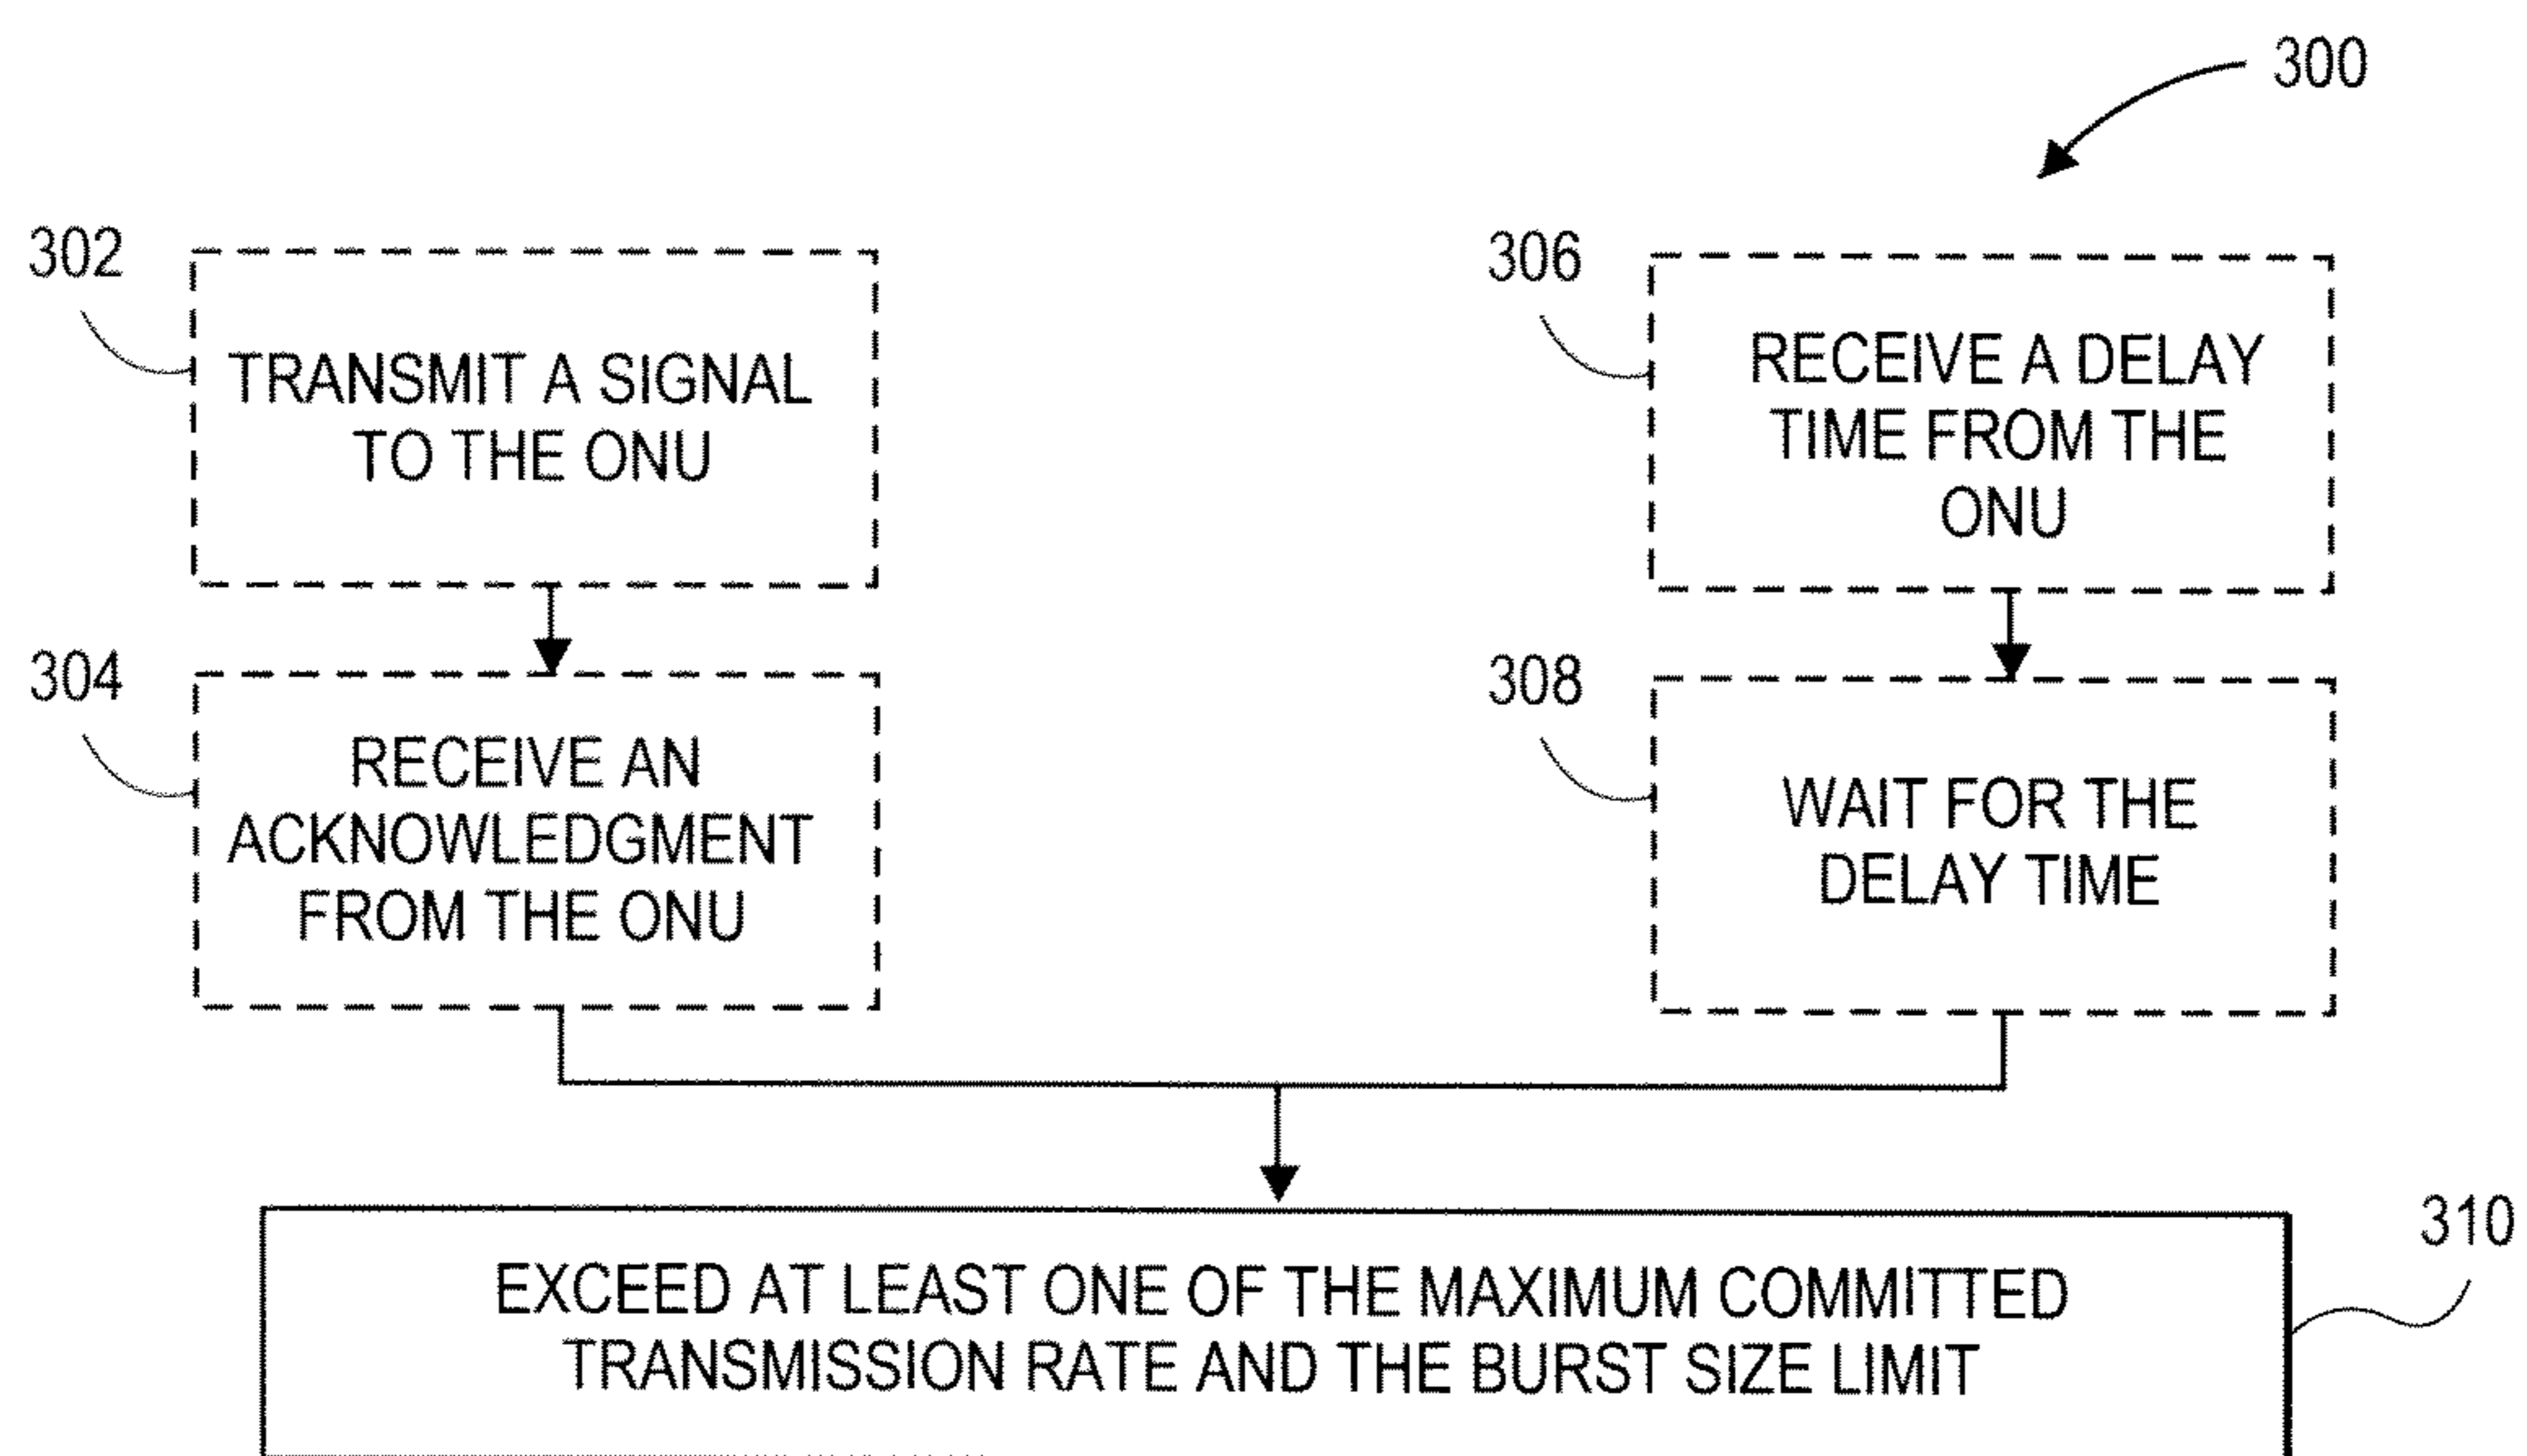 300
302
TRANSMIT A SIGNAL
TO THE ONU
306
RECEIVE A DELAY
TIME FROM THE
ONU
304
RECEIVE AN
ACKNOWLEDGMENT
FROM THE ONU
308
WAIT FOR THE
DELAY TIME
310
EXCEED AT LEAST ONE OF THE MAXIMUM COMMITTED
TRANSMISSION RATE AND THE BURST SIZE LIMIT